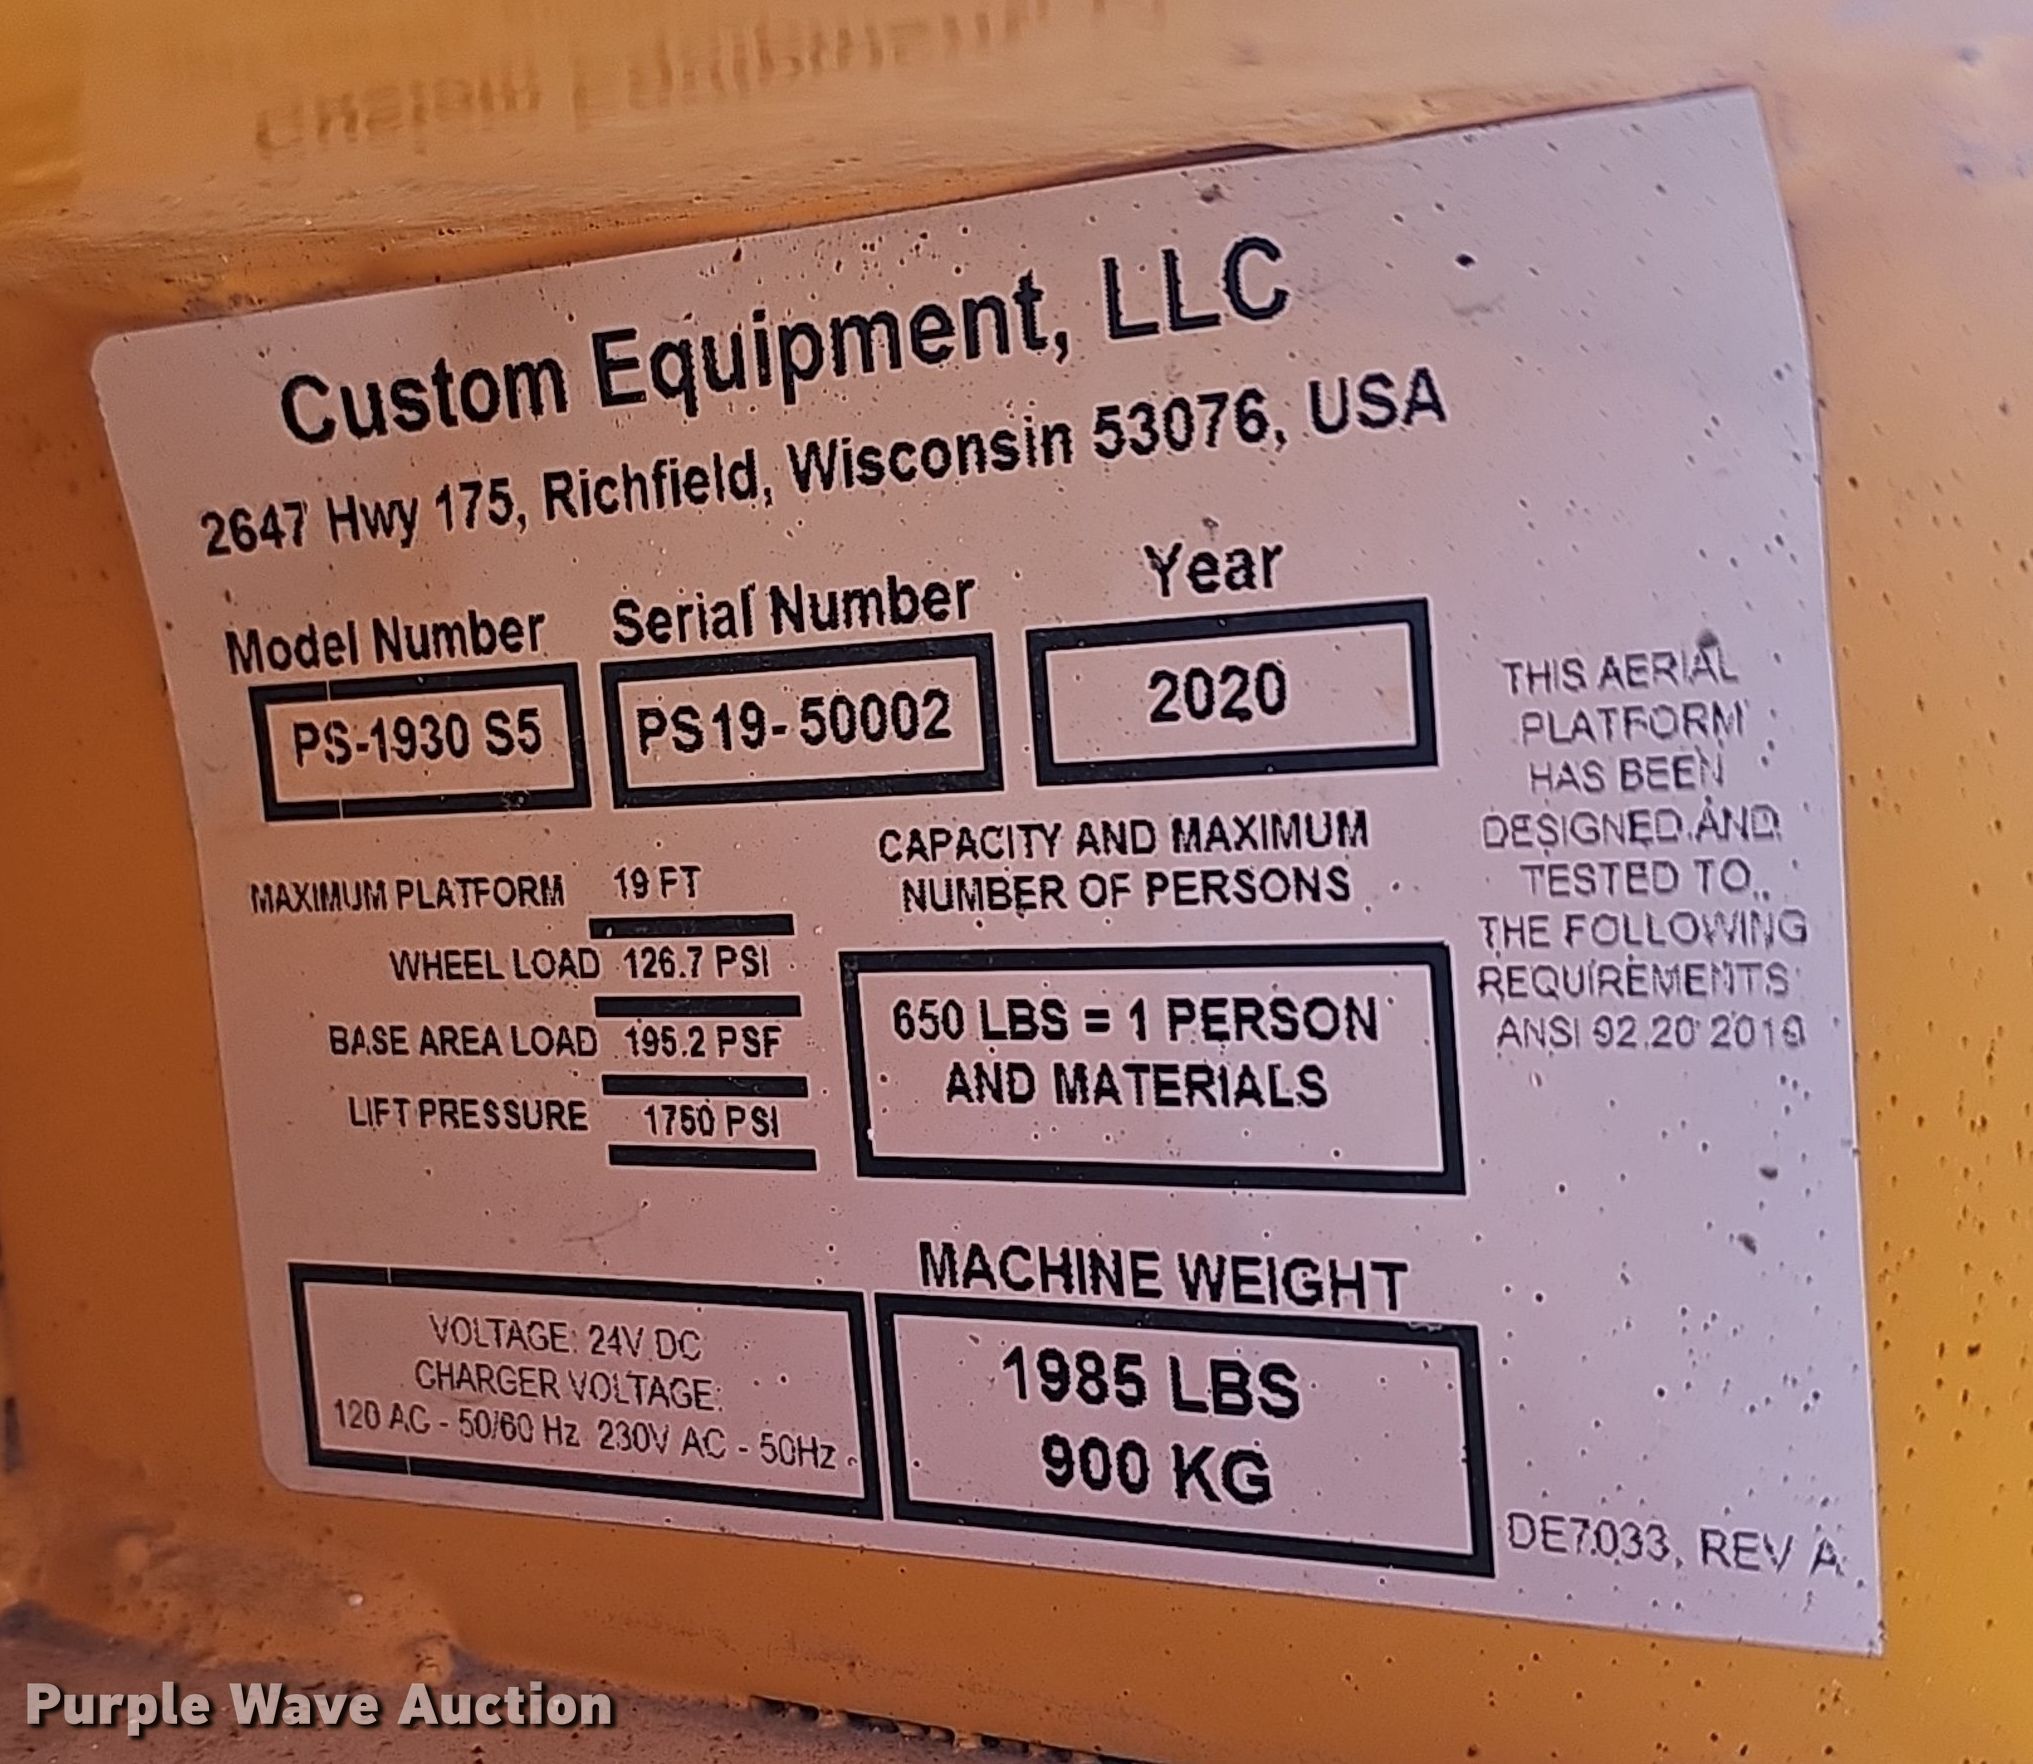 Custom Equipment, LLC
2647 Hwy 175, Richfield, Wisconsin 53076, USA
Model Number Serial Number Year
PS-1930 S5 PS19-50002 2020
MAXIMUM PLATFORM 19 FT
WHEEL LOAD 126.7 PSI
BASE AREA LOAD 195.2 PSF
LIFT PRESSURE 1750 PSI
CAPACITY AND MAXIMUM
NUMBER OF PERSONS
650 LBS = 1 PERSON
AND MATERIALS
THIS AERIAL
PLATFORM
HAS BEEN
DESIGNED AND
TESTED TO
THE FOLLOWING
REQUIREMENTS
ANSI 92.20 2019
VOLTAGE: 24V DC
CHARGER VOLTAGE:
120 AC - 50/60 Hz 230V AC - 50Hz
MACHINE WEIGHT
1985 LBS
900 KG
DE7033, REV A
Purple Wave Auction